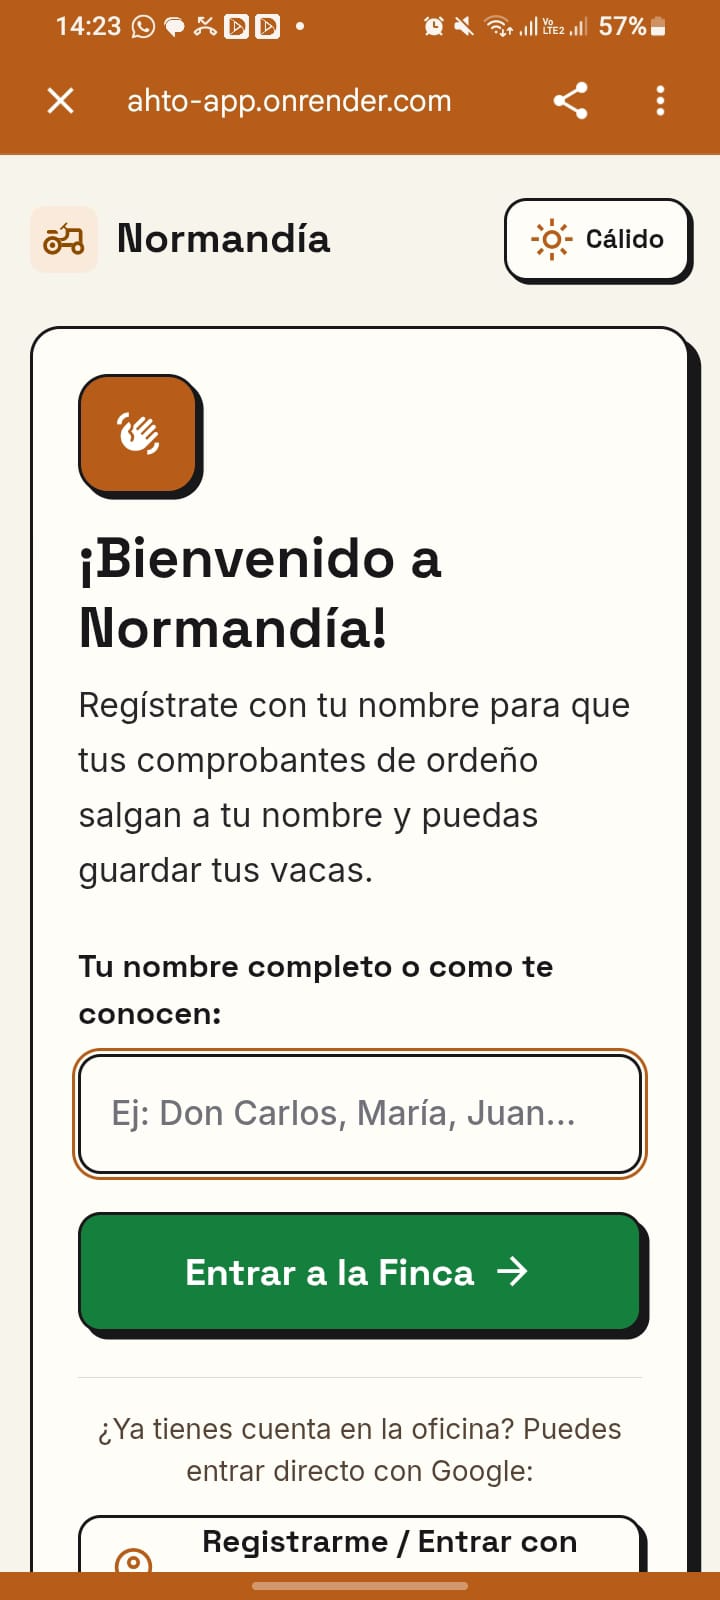 14:23
Vo
LTE2
57%
ahto-app.onrender.com
Normandía
Cálido
¡Bienvenido a
Normandía!
Regístrate con tu nombre para que
tus comprobantes de ordeño
salgan a tu nombre y puedas
guardar tus vacas.
Tu nombre completo o como te
conocen:
Ej: Don Carlos, María, Juan...
Entrar a la Finca →
¿Ya tienes cuenta en la oficina? Puedes
entrar directo con Google:
Registrarme / Entrar con